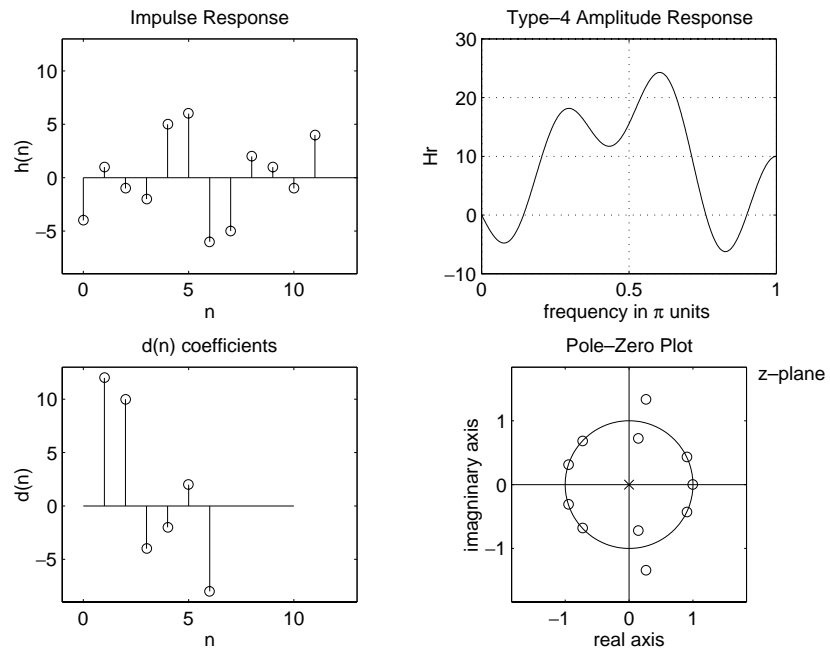 Impulse Response
10
5
0
−5
h(n)
0
5
10
n
Type−4 Amplitude Response
30
20
10
0
−10
Hr
0
0.5
1
frequency in π units
d(n) coefficients
10
5
0
−5
d(n)
0
5
10
n
Pole−Zero Plot
z−plane
1
0
−1
imagninary axis
−1
0
1
real axis